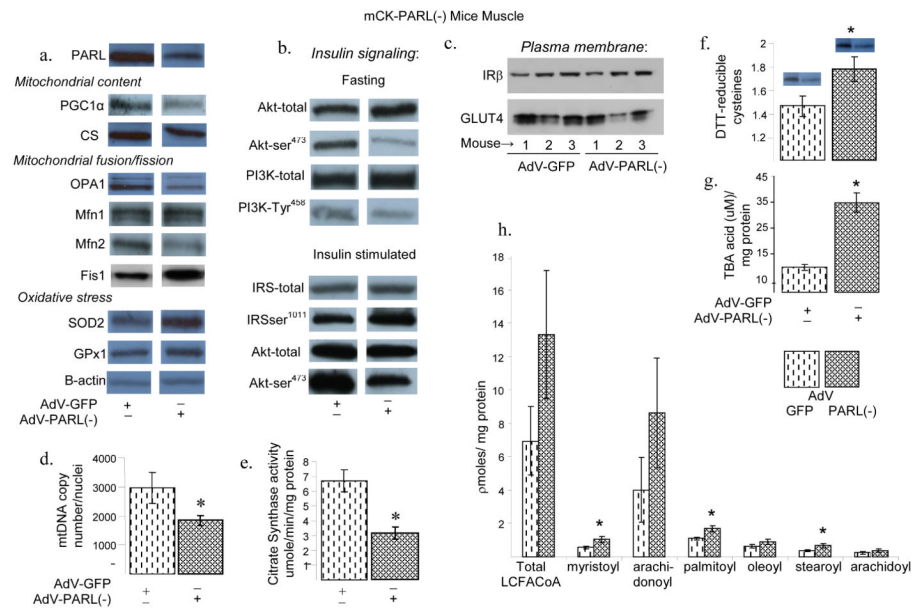 mCK-PARL(-) Mice Muscle
a.
PARL
Mitochondrial content
PGC1α
CS
Mitochondrial fusion/fission
OPA1
Mfn1
Mfn2
Fis1
Oxidative stress
SOD2
GPx1
B-actin
AdV-GFP + –
AdV-PARL(-) – +
b.
Insulin signaling:
Fasting
Akt-total
Akt-ser473
PI3K-total
PI3K-Tyr458
Insulin stimulated
IRS-total
IRSser1011
Akt-total
Akt-ser473
+ –
– +
c.
Plasma membrane:
IRβ
GLUT4
Mouse→ 1 2 3 1 2 3
AdV-GFP AdV-PARL(-)
d.
mtDNA copy
number/nuclei
4000
3000
2000
1000
-
*
AdV-GFP + –
AdV-PARL(-) – +
e.
Citrate Synthase activity
umole/min/mg protein
8
7
6
5
4
3
2
1
0
*
+ –
– +
f.
DTT-reducible
cysteines
2
1.8
1.6
1.4
*
g.
TBA acid (uM)/
mg protein
45
35
15
10
*
AdV-GFP + –
AdV-PARL(-) – +
AdV
GFP PARL(-)
h.
ρmoles/ mg protein
18
16
14
12
10
8
6
4
2
*
*
*
Total
LCFACoA
myristoyl
arachi-
donoyl
palmitoyl
oleoyl
stearoyl
arachidoyl